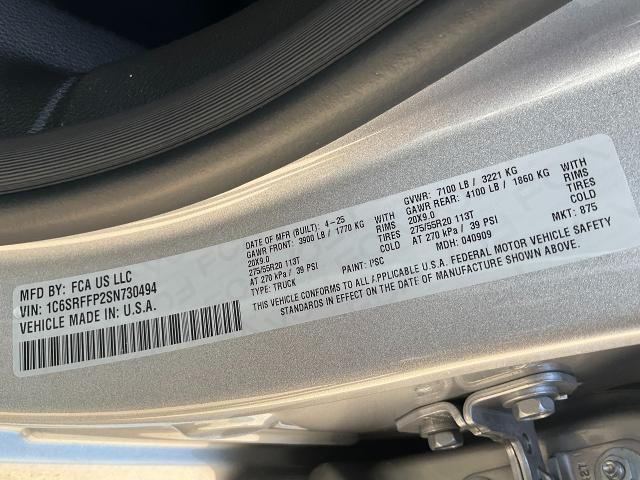 MFD BY: FCA US LLC
VIN: 1C6SRFFP2SN730494
VEHICLE MADE IN: U.S.A.
DATE OF MFR (BUILT): 4-25
GAWR FRONT: 3900 LB / 1770 KG WITH
20X9.0 RIMS
275/55R20 113T TIRES
AT 270 kPa / 39 PSI COLD
TYPE: TRUCK PAINT: PSC
GVWR: 7100 LB / 3221 KG
GAWR REAR: 4100 LB / 1860 KG WITH
20X9.0 RIMS
275/55R20 113T TIRES
AT 270 kPa / 39 PSI COLD
MDH: 040909 MKT: 875
THIS VEHICLE CONFORMS TO ALL APPLICABLE U.S.A. FEDERAL MOTOR VEHICLE SAFETY
STANDARDS IN EFFECT ON THE DATE OF MANUFACTURE SHOWN ABOVE